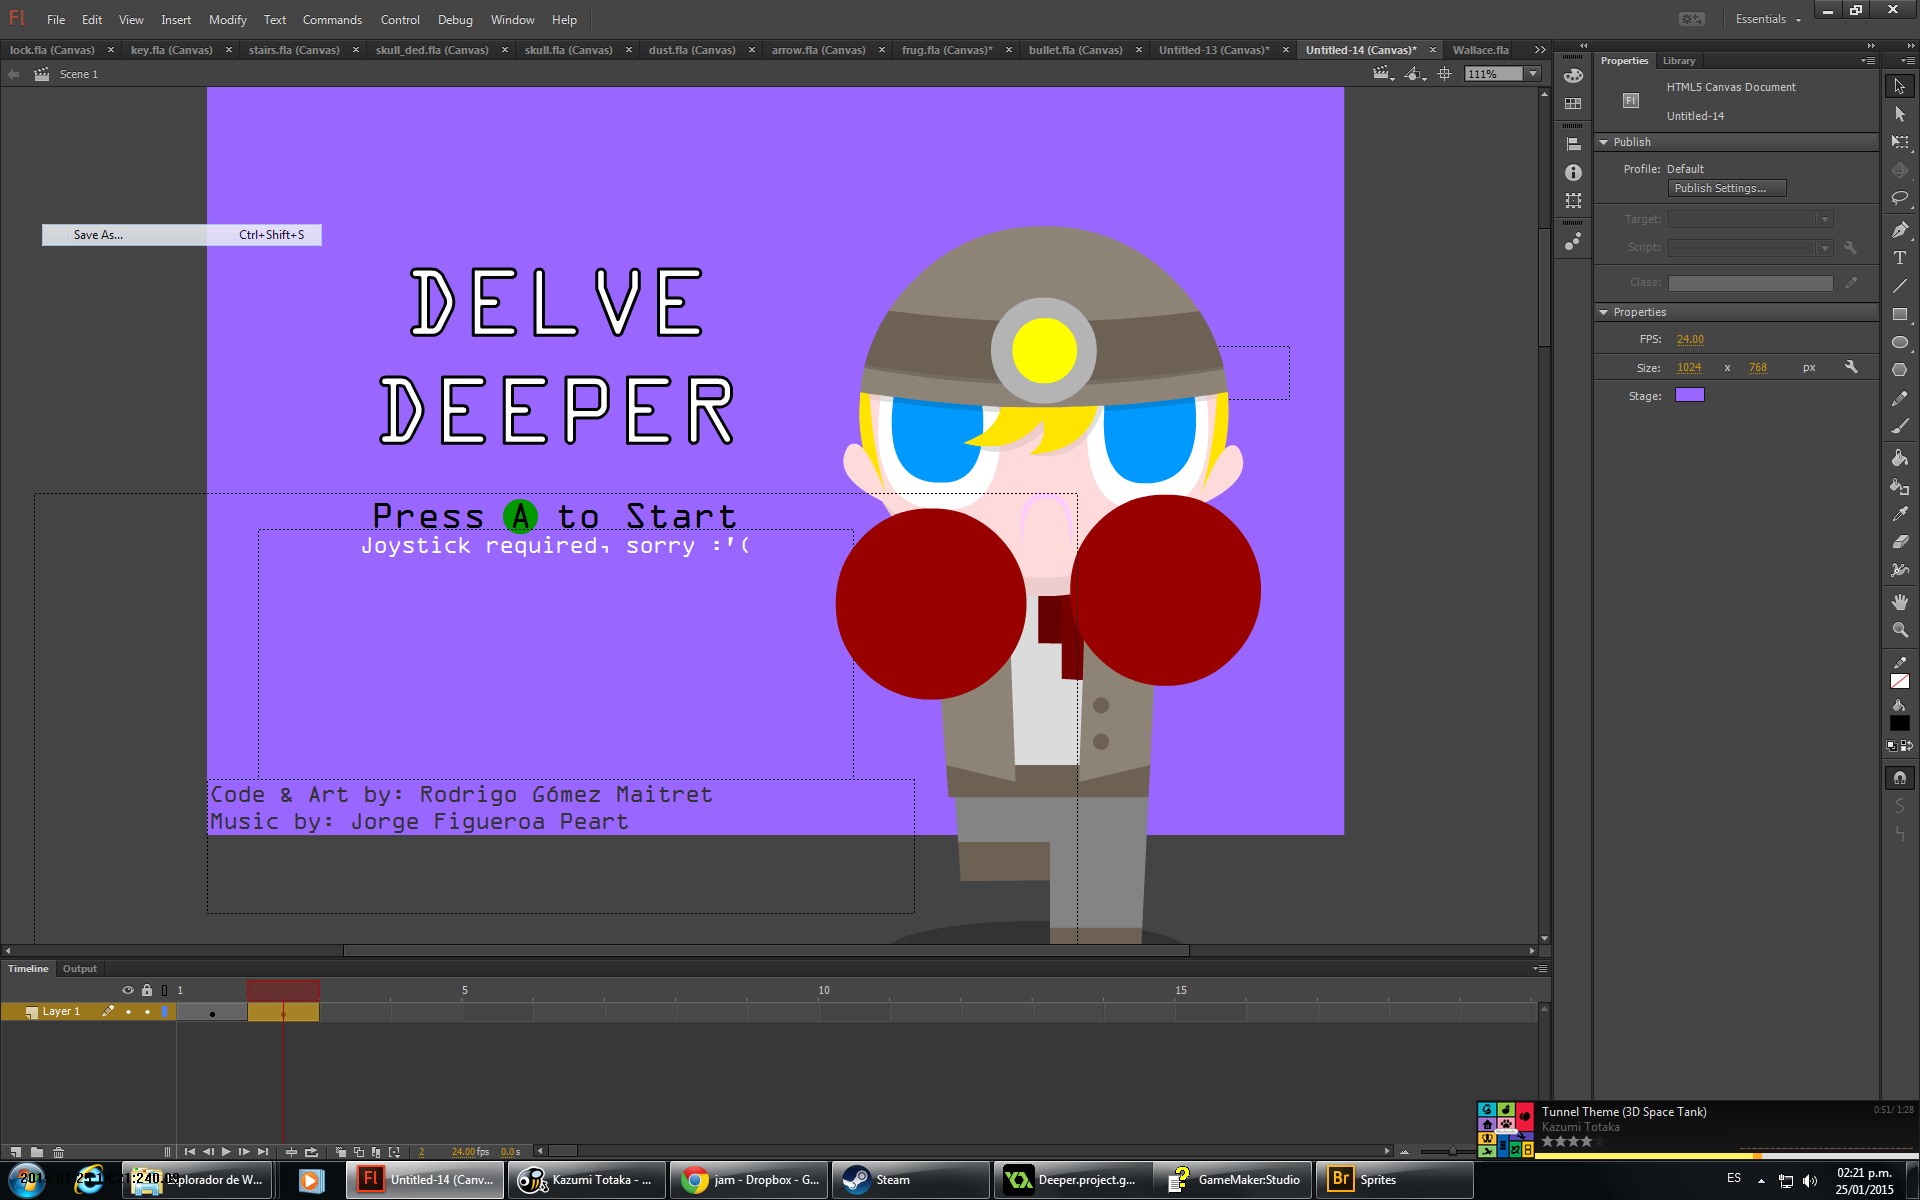 Fl File Edit View Insert Modify Text Commands Control Debug Window Help Essentials
lock.fla (Canvas) × key.fla (Canvas) × stairs.fla (Canvas) × skull_ded.fla (Canvas) × skull.fla (Canvas) × dust.fla (Canvas) × arrow.fla (Canvas) × frug.fla (Canvas)* × bullet.fla (Canvas) × Untitled-13 (Canvas)* × Untitled-14 (Canvas)* × Wallace.fla
Scene 1 111%
Save As... Ctrl+Shift+S
DELVE
DEEPER
Press A to Start
Joystick required, sorry :'(
Code & Art by: Rodrigo Gómez Maitret
Music by: Jorge Figueroa Peart
Properties Library
Fl HTML5 Canvas Document
Untitled-14
Publish
Profile: Default
Publish Settings...
Target:
Script:
Class:
Properties
FPS: 24.00
Size: 1024 x 768 px
Stage:
Timeline Output
1 5 10 15
Layer 1
2 24.00 fps 0.0 s
Tunnel Theme (3D Space Tank) 0:51/ 1:28
Kazumi Totaka
Explorador de W...
Fl Untitled-14 (Canv...
Kazumi Totaka - ...
jam - Dropbox - G...
Steam
Deeper.project.g...
GameMaker:Studio
Br Sprites
ES
02:21 p.m.
25/01/2015